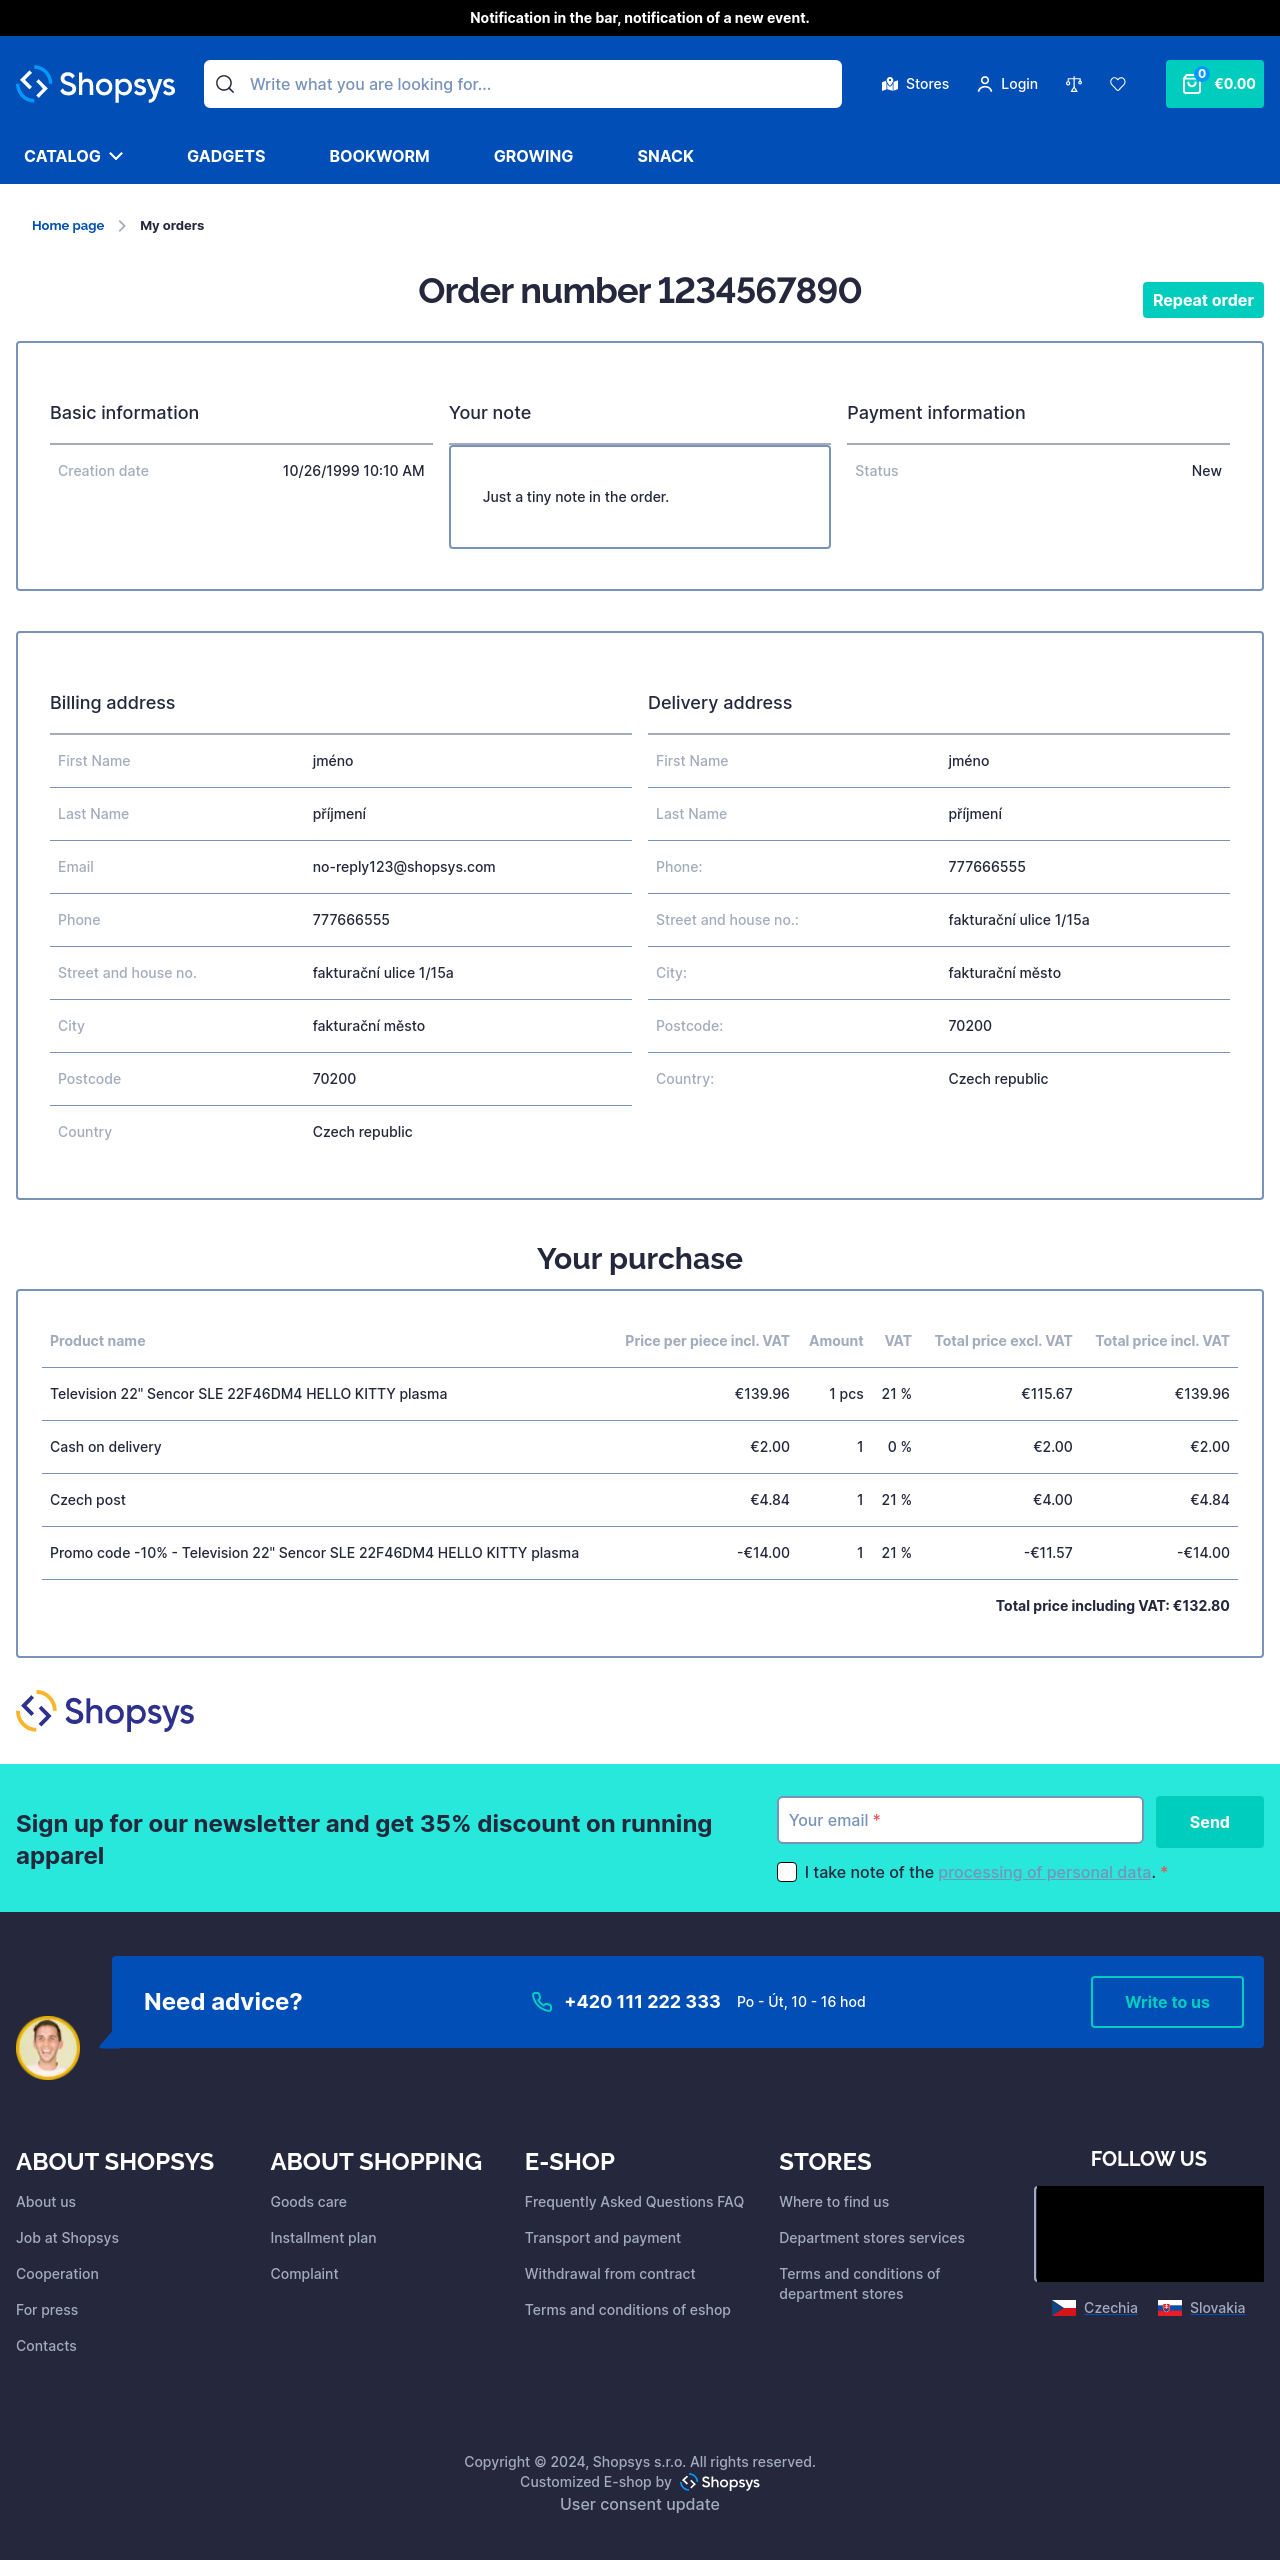 Notification in the bar, notification of a new event.
Shopsys
Write what you are looking for...
Stores
Login
0
€0.00
CATALOG
GADGETS
BOOKWORM
GROWING
SNACK
Home page
My orders
Order number 1234567890
Repeat order
Basic information
Creation date 10/26/1999 10:10 AM
Your note
Just a tiny note in the order.
Payment information
Status New
Billing address
First Name jméno
Last Name příjmení
Email no-reply123@shopsys.com
Phone 777666555
Street and house no. fakturační ulice 1/15a
City fakturační město
Postcode 70200
Country Czech republic
Delivery address
First Name jméno
Last Name příjmení
Phone: 777666555
Street and house no.: fakturační ulice 1/15a
City: fakturační město
Postcode: 70200
Country: Czech republic
Your purchase
Product name Price per piece incl. VAT Amount VAT Total price excl. VAT Total price incl. VAT
Television 22" Sencor SLE 22F46DM4 HELLO KITTY plasma €139.96 1 pcs 21 % €115.67 €139.96
Cash on delivery €2.00 1 0 % €2.00 €2.00
Czech post €4.84 1 21 % €4.00 €4.84
Promo code -10% - Television 22" Sencor SLE 22F46DM4 HELLO KITTY plasma -€14.00 1 21 % -€11.57 -€14.00
Total price including VAT: €132.80
Shopsys
Sign up for our newsletter and get 35% discount on running
apparel
Your email *
Send
I take note of the processing of personal data. *
Need advice?
+420 111 222 333
Po - Út, 10 - 16 hod
Write to us
ABOUT SHOPSYS
About us
Job at Shopsys
Cooperation
For press
Contacts
ABOUT SHOPPING
Goods care
Installment plan
Complaint
E-SHOP
Frequently Asked Questions FAQ
Transport and payment
Withdrawal from contract
Terms and conditions of eshop
STORES
Where to find us
Department stores services
Terms and conditions of
department stores
FOLLOW US
Czechia
Slovakia
Copyright © 2024, Shopsys s.r.o. All rights reserved.
Customized E-shop by Shopsys
User consent update